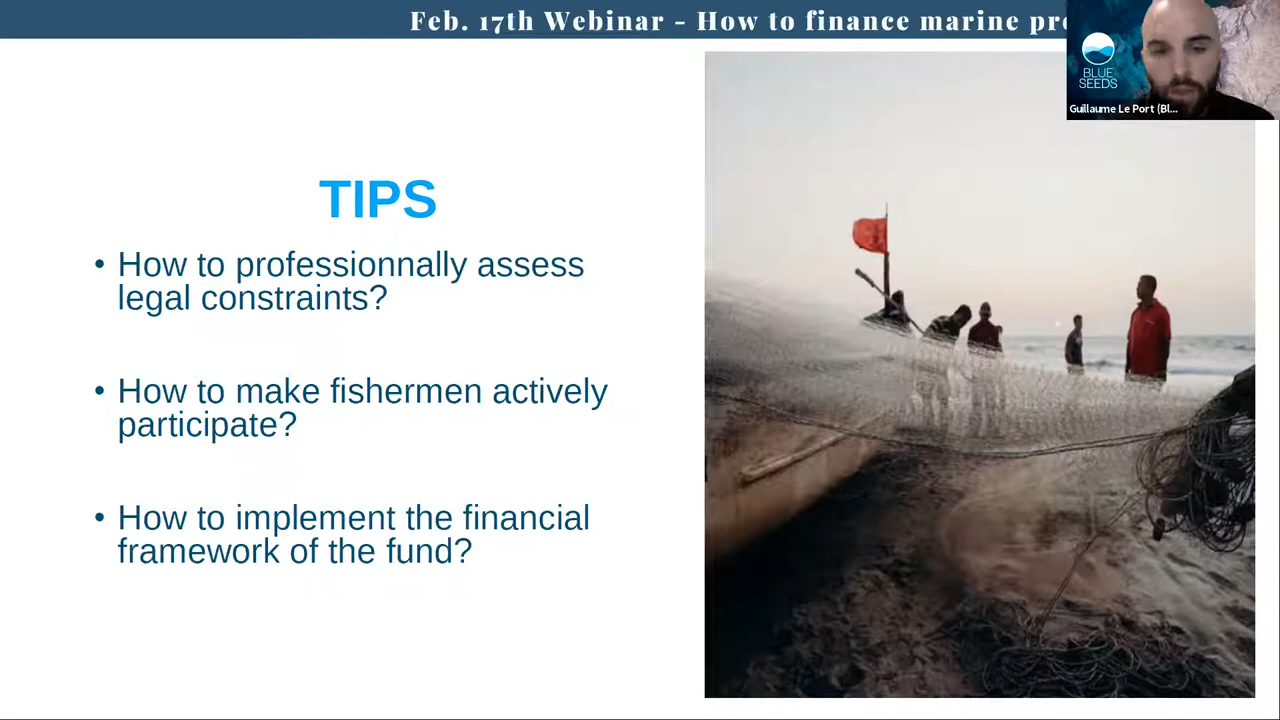 Feb. 17th Webinar - How to finance marine pro
BLUE
SEEDS
Guillaume Le Port (Bl...
TIPS
• How to professionnally assess
legal constraints?
• How to make fishermen actively
participate?
• How to implement the financial
framework of the fund?